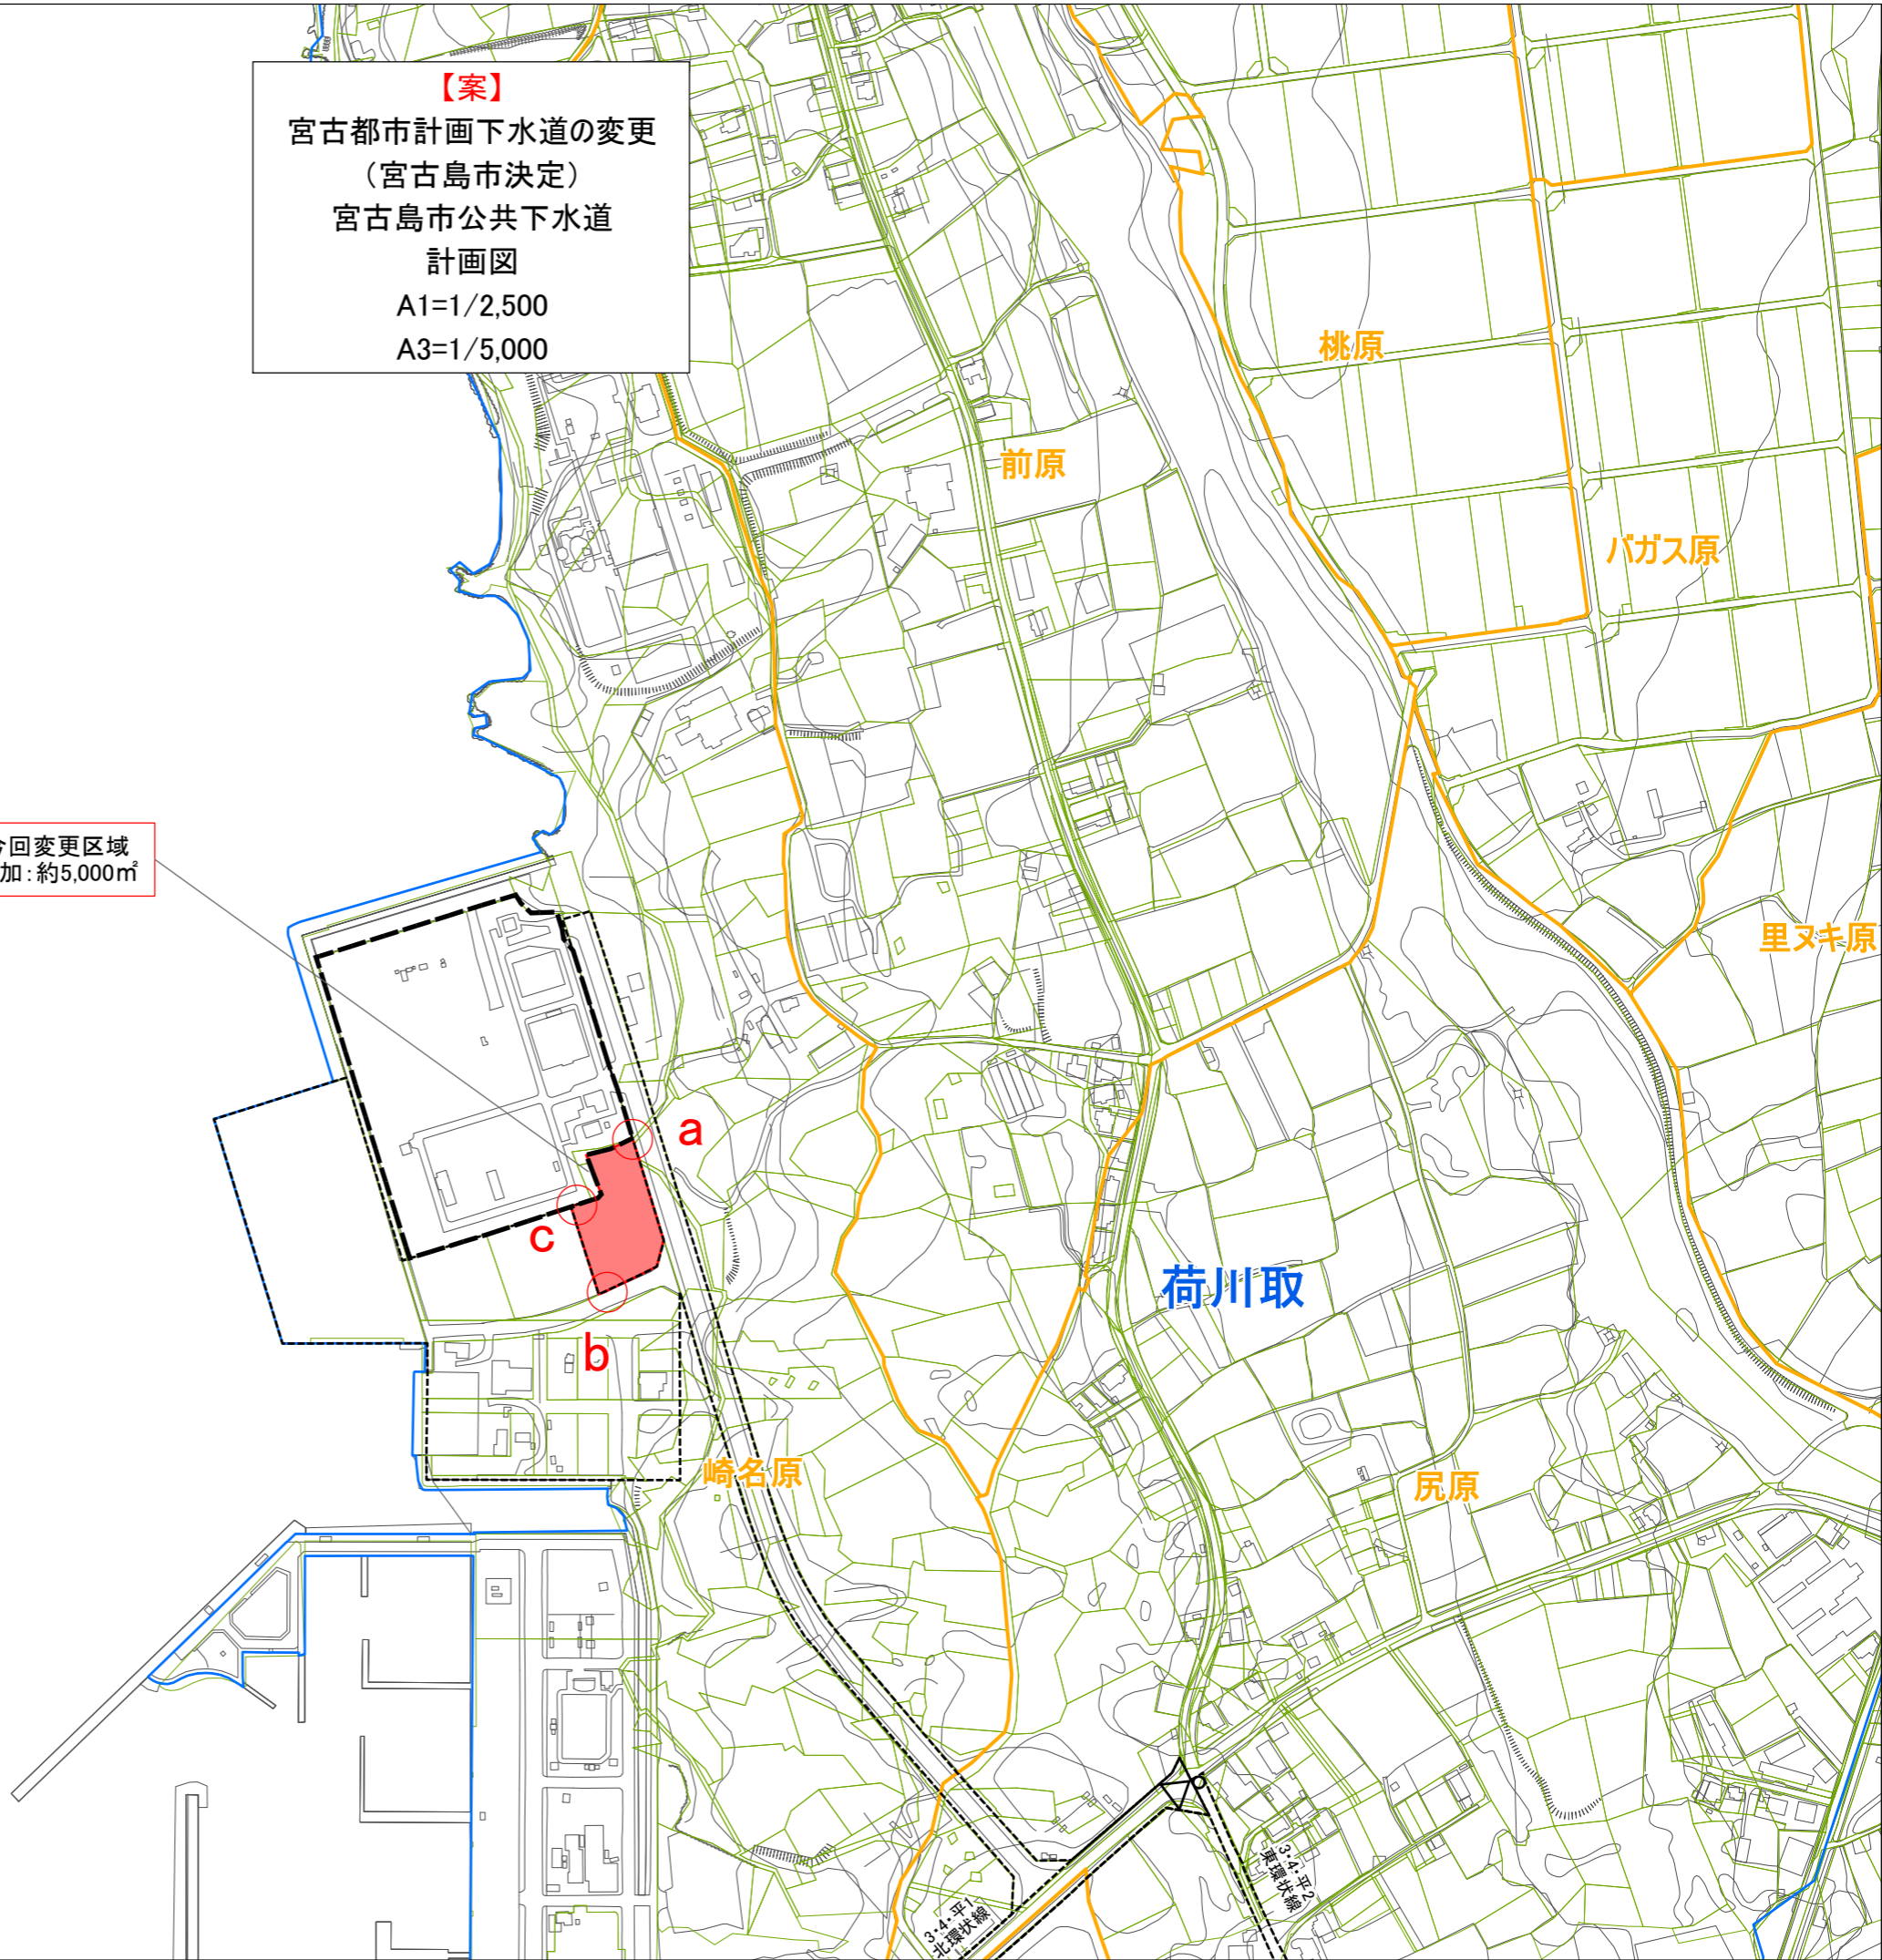 【案】
宮古都市計画下水道の変更
（宮古島市決定）
宮古島市公共下水道
計画図
A1=1/2,500
A3=1/5,000
桃原
前原
バガス原
今回変更区域
加：約5,000㎡
里ヌキ原
a
c
荷川取
b
崎名原
尻原
3・4・平2
東環状線
3・4・平1
北環状線